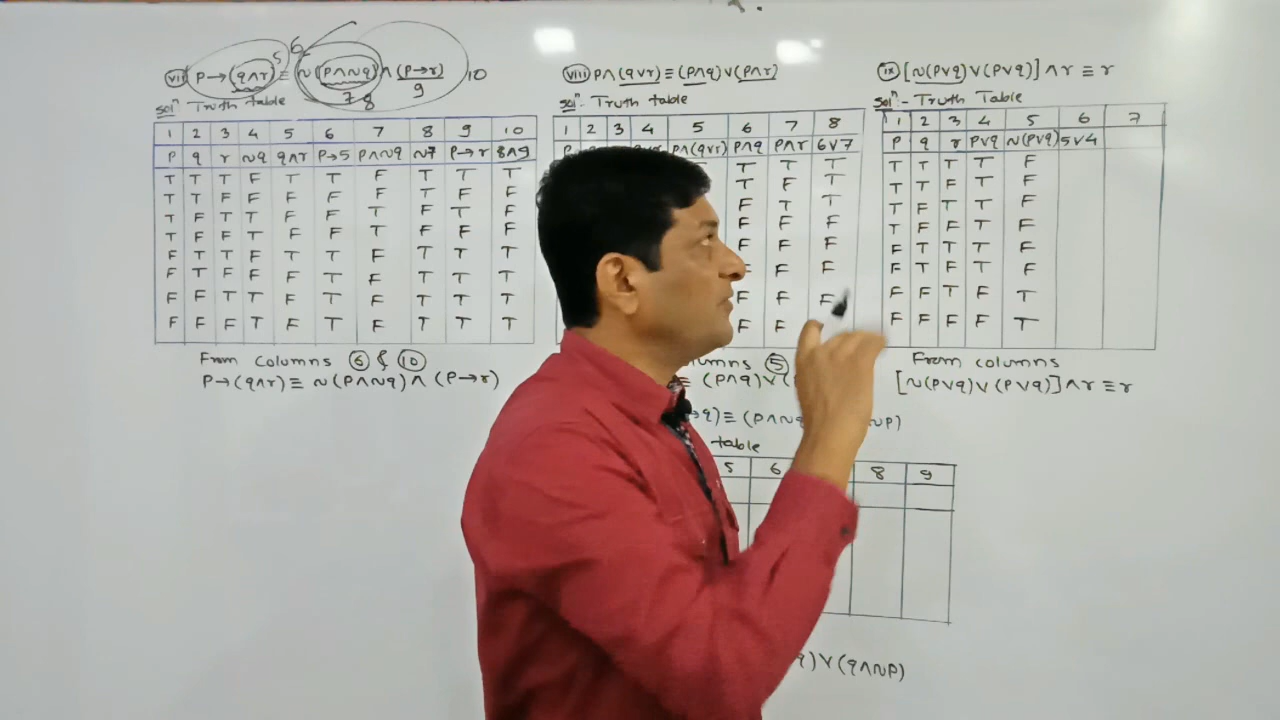 vii P→(q∧r) 5 ≡ 6 ~(P∧~q)∧(P→r) 10
7 8 9
solⁿ Truth table
1 2 3 4 5 6 7 8 9 10
P q r ~q q∧r P→5 P∧~q ~7 P→r 8∧9
T T T F T T F T T T
T T F F F F F T F F
T F T T F F T F T F
T F F T F F T F F F
F T T F T T F T T T
F T F F F T F T T T
F F T T F T F T T T
F F F T F T F T T T
From columns 6 & 10
P→(q∧r)≡ ~(P∧~q)∧(P→r)
viii P∧(q∨r)≡(P∧q)∨(P∧r)
solⁿ- Truth table
1 2 3 4 5 6 7 8
P∧(q∨r) P∧q P∧r 6∨7
T T T
T F T
F T T
F F F
F F F
F F F
F F F
F F
5
≡ (P∧q)∨(
→q)≡(P∧~
~P)
table
5 6 8 9
)∨(q∧~P)
ix [~(P∨q)∨(P∨q)]∧r ≡ r
solⁿ- Truth Table
1 2 3 4 5 6 7
P q r P∨q ~(P∨q) 5∨4
T T T T F
T T F T F
T F T T F
T F F T F
F T T T F
F T F T F
F F T F T
F F F F T
From columns
[~(P∨q)∨(P∨q)]∧r ≡r